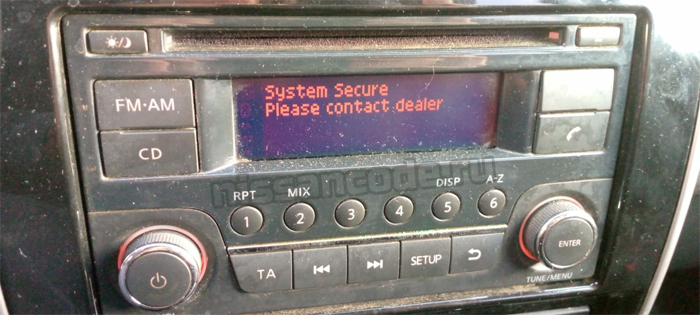 System Secure
Please contact dealer
FM·AM
CD
RPT
MIX
DISP
A-Z
1
2
3
4
5
6
TA
SETUP
ENTER
TUNE/MENU
nissancode.ru